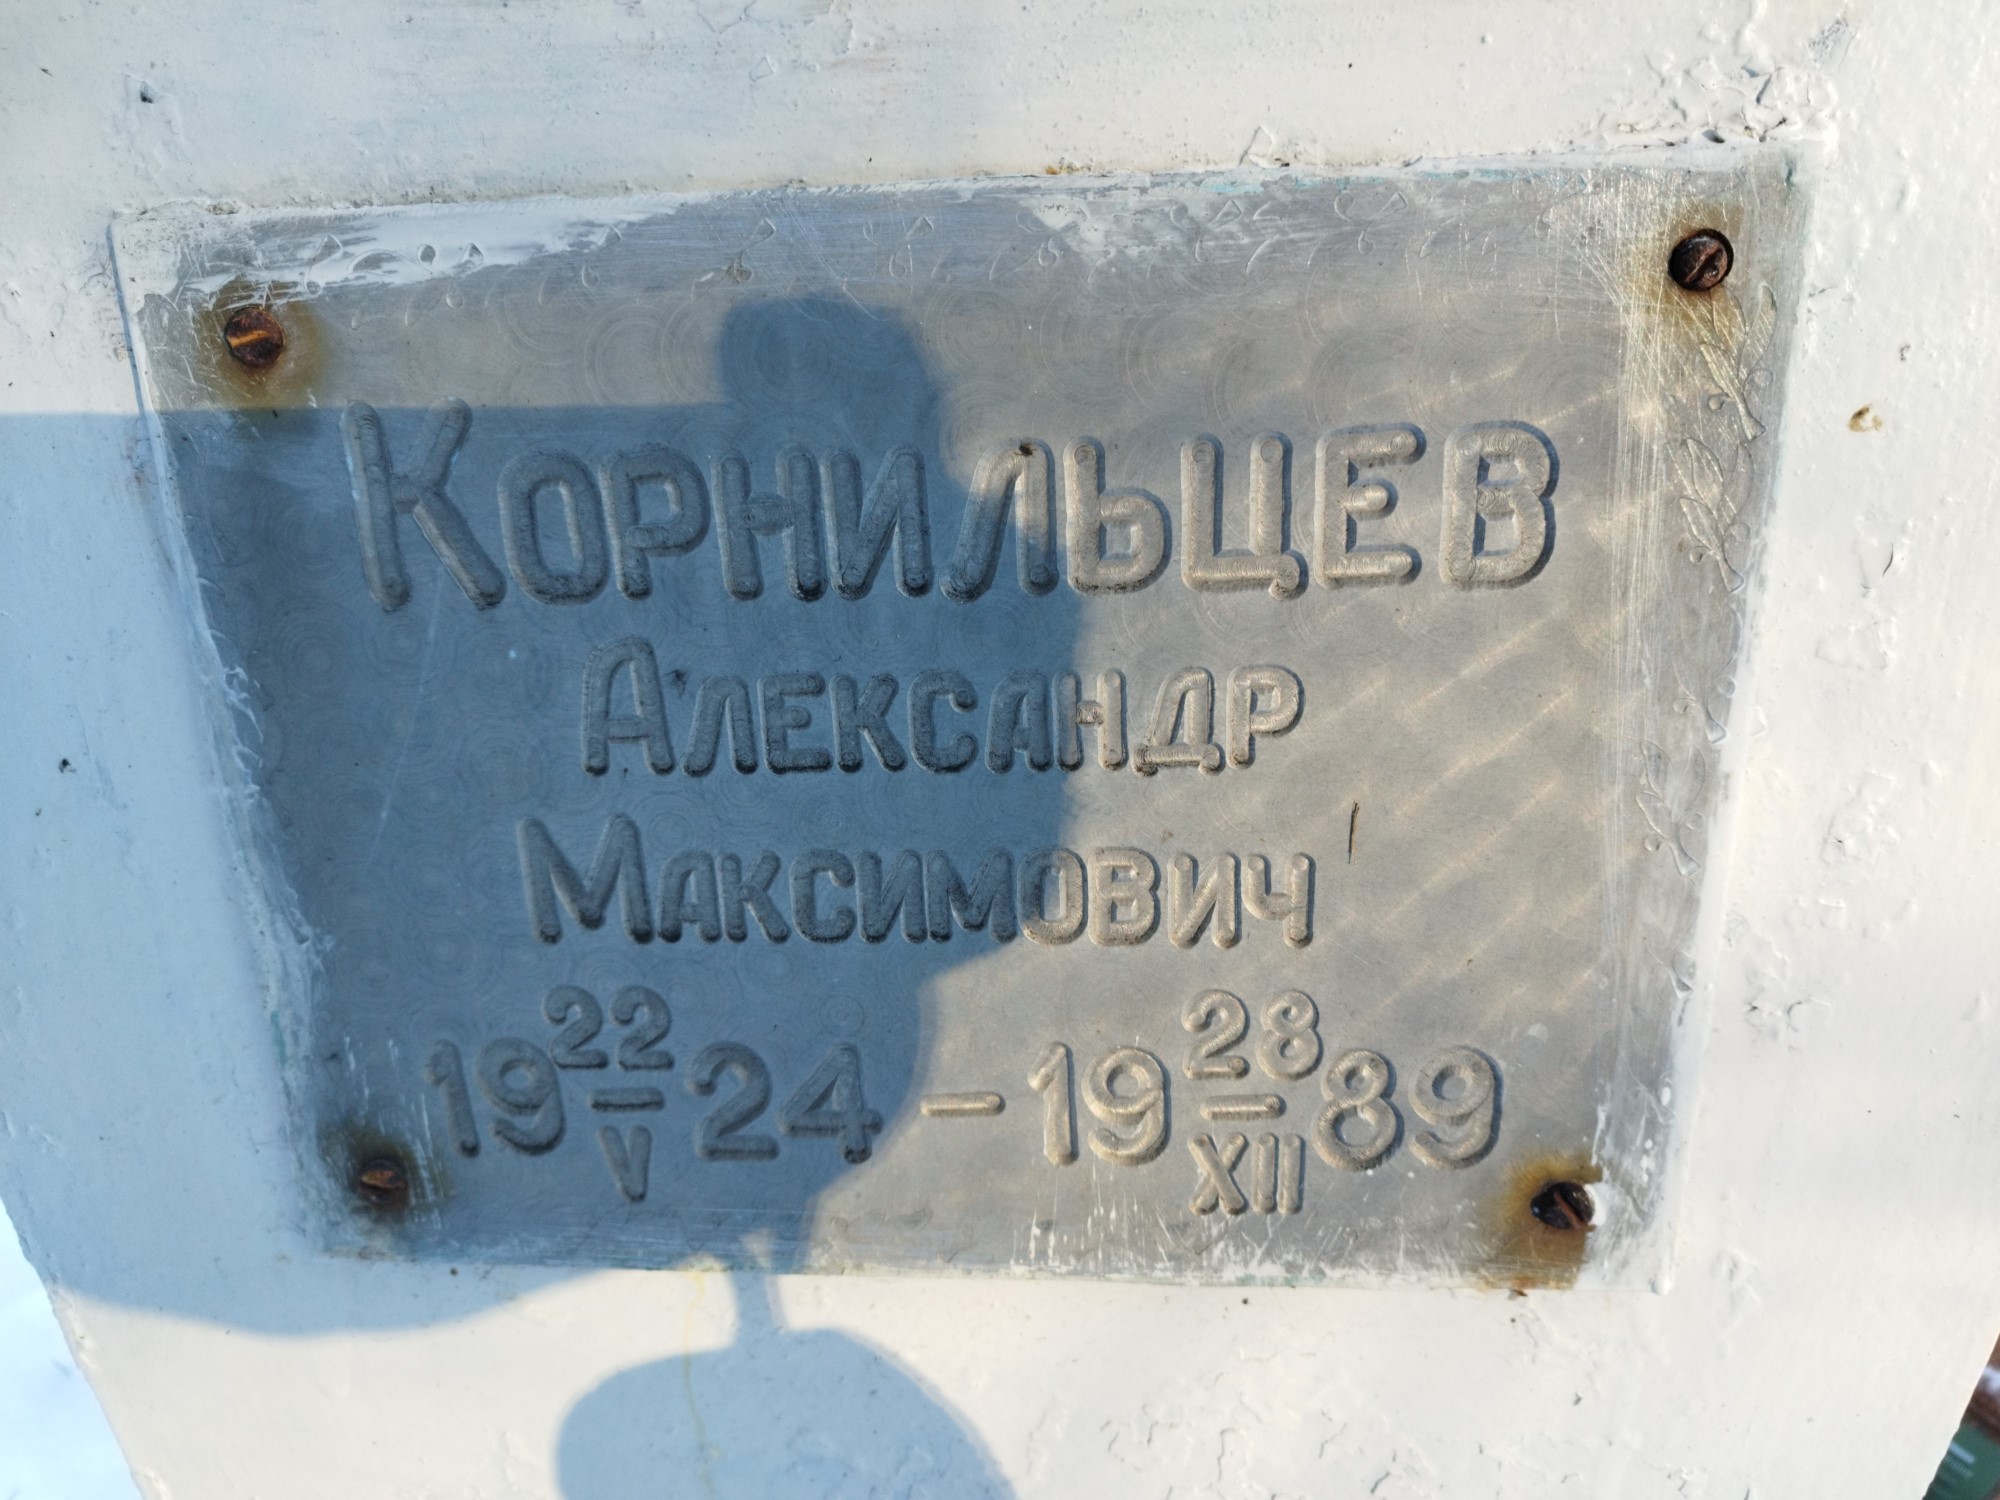 Корнильцев
Александр
Максимович
19 22/V 24 – 19 28/XII 89